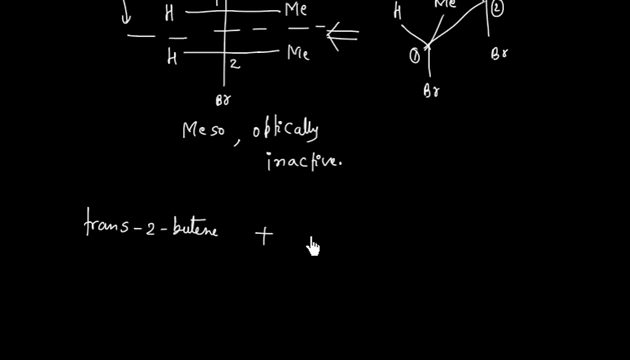 H Me
H Me
2
Br
H Me ②
① Br
Br
Meso, optically
inactive.
trans-2-butene +